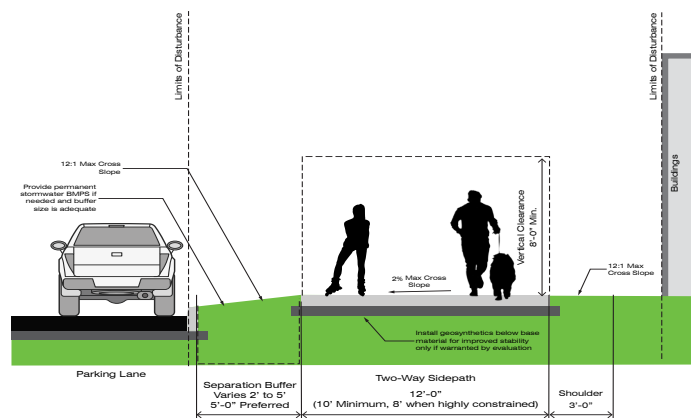 Limits of Disturbance
Limits of Disturbance
12:1 Max Cross
Slope
Provide permanent
stormwater BMPS if
needed and buffer
size is adequate
Buildings
Vertical Clearance
8'-0" Min.
2% Max Cross
Slope
12:1 Max
Cross Slope
Install geosynthetics below base
material for improved stability
only if warranted by evaluation
Parking Lane
Separation Buffer
Varies 2' to 5'
5'-0" Preferred
Two-Way Sidepath
12'-0"
(10' Minimum, 8' when highly constrained)
Shoulder
3'-0"